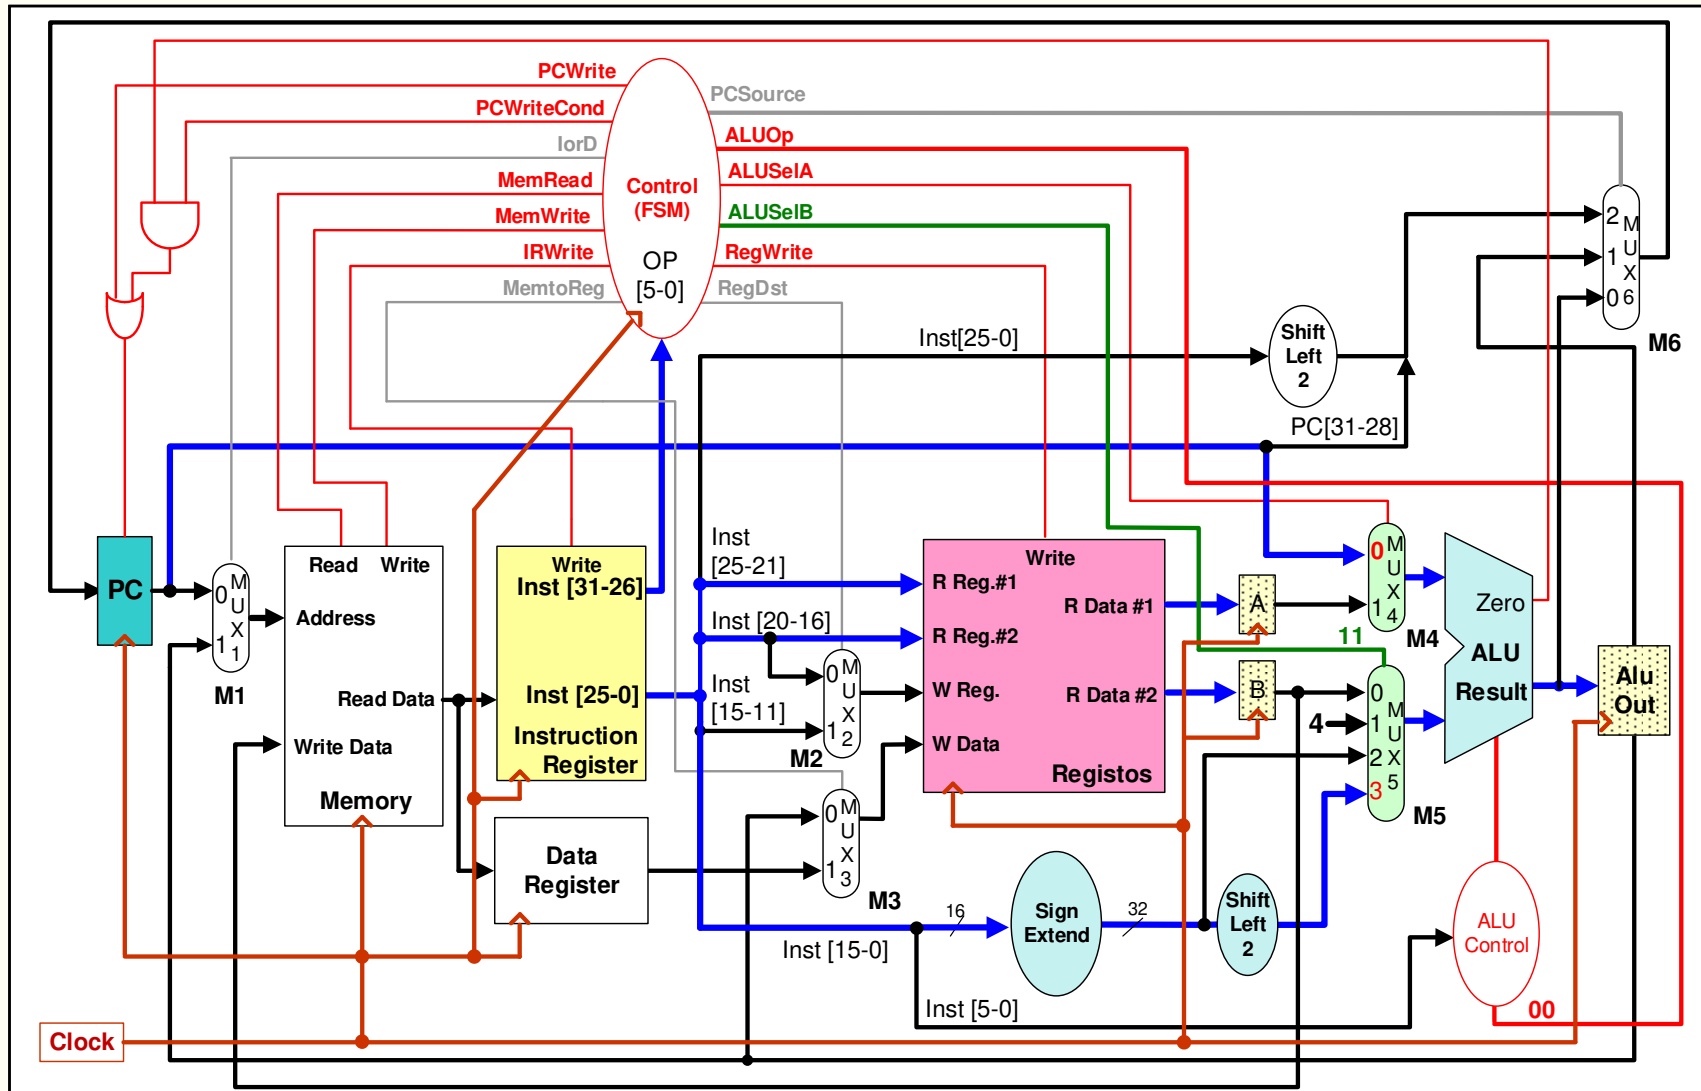 PCWrite
PCWriteCond
IorD
MemRead
MemWrite
IRWrite
MemtoReg
Control
(FSM)
OP
[5-0]
PCSource
ALUOp
ALUSelA
ALUSelB
RegWrite
RegDst
2
1
0
M
U
X
6
M6
Inst[25-0]
Shift
Left
2
PC[31-28]
PC
0
1
M
U
X
1
M1
Read Write
Address
Read Data
Write Data
Memory
Write
Inst [31-26]
Inst [25-0]
Instruction
Register
Data
Register
Inst
[25-21]
Inst [20-16]
Inst
[15-11]
0
1
M
U
X
2
M2
0
1
M
U
X
3
M3
Write
R Reg.#1
R Reg.#2
W Reg.
W Data
R Data #1
R Data #2
Registos
A
B
0
1
M
U
X
4
M4
11
0
4
1
2
3
M
U
X
5
M5
Zero
ALU
Result
Alu
Out
Inst [15-0]
16
Sign
Extend
32
Shift
Left
2
ALU
Control
Inst [5-0]
00
Clock